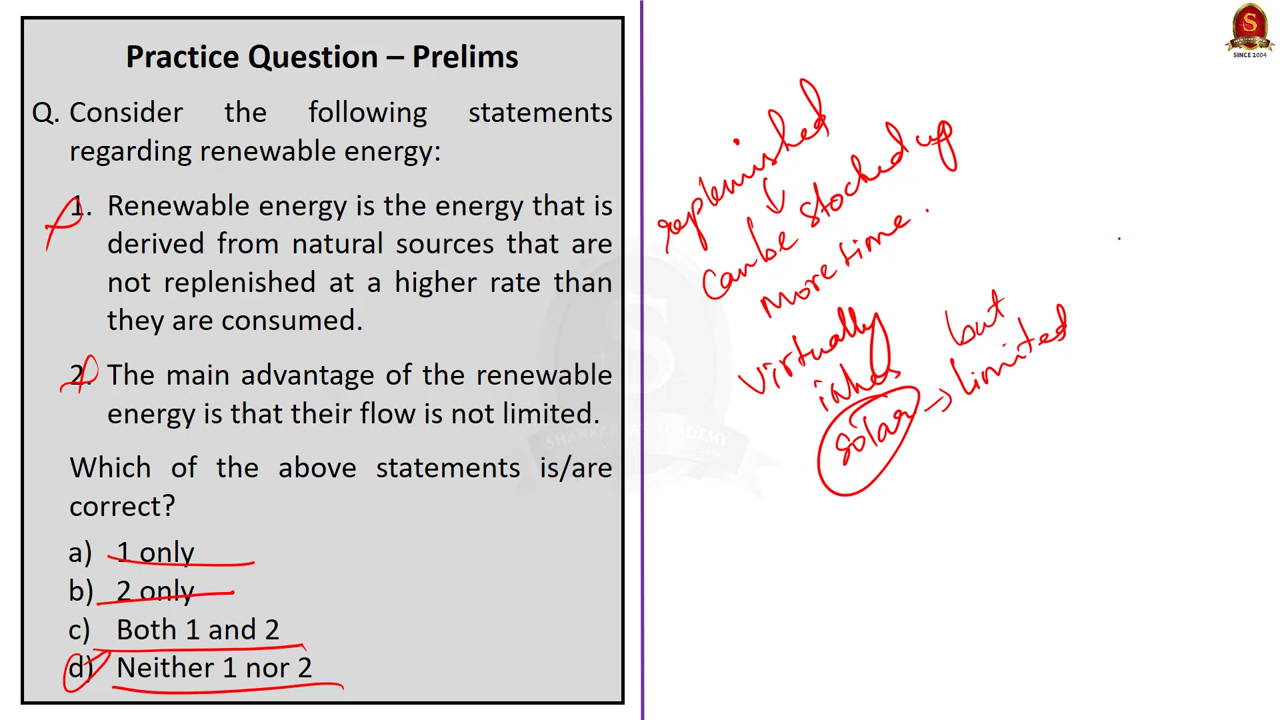 Practice Question – Prelims
Q. Consider the following statements
regarding renewable energy:
1. Renewable energy is the energy that is
derived from natural sources that are
not replenished at a higher rate than
they are consumed.
2. The main advantage of the renewable
energy is that their flow is not limited.
Which of the above statements is/are
correct?
a) 1 only
b) 2 only
c) Both 1 and 2
d) Neither 1 nor 2
replenished
can be stocked up
more time.
virtually
solar → but
limited
S
SINCE 2004